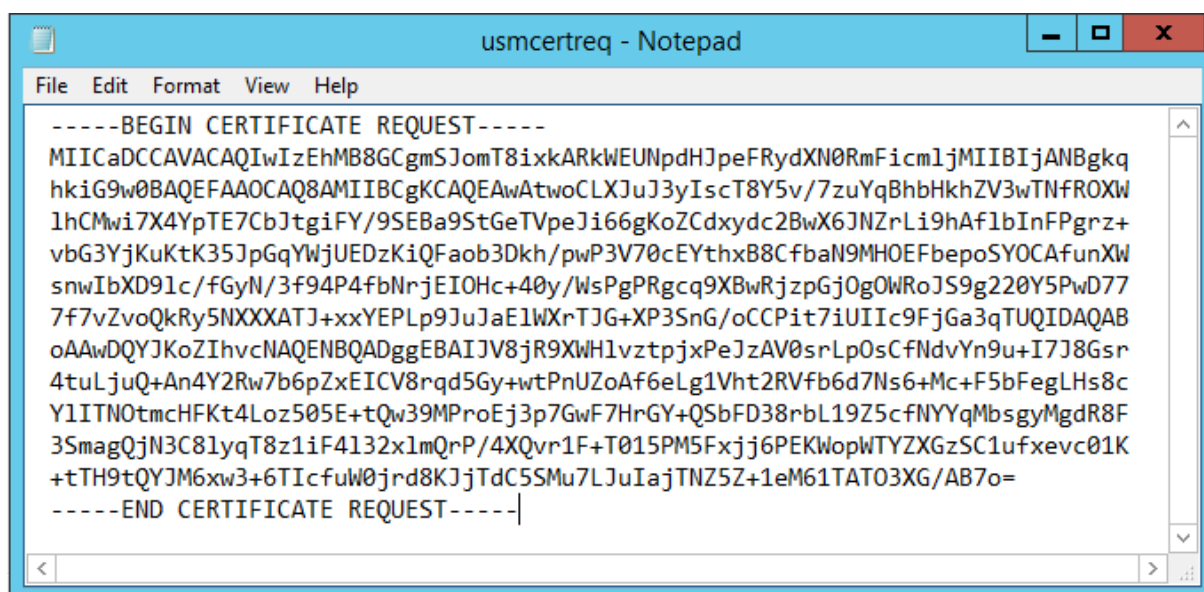 usmcertreq - Notepad
File Edit Format View Help
-----BEGIN CERTIFICATE REQUEST-----
MIICaDCCAVACAQIwIzEhMB8GCgmSJomT8ixkARkWEUNpdHJpeFRydXN0RmFicmljMIIBIjANBgkq
hkiG9w0BAQEFAAOCAQ8AMIIBCgKCAQEAwAtwoCLXJuJ3yIscT8Y5v/7zuYqBhbHkhZV3wTNfROXW
lhCMwi7X4YpTE7CbJtgiFY/9SEBa9StGeTVpeJi66gKoZCdxydc2BwX6JNZrLi9hAflbInFPgrz+
vbG3YjKuKtK35JpGqYWjUEDzKiQFaob3Dkh/pwP3V70cEYthxB8CfbaN9MHOEFbepoSYOCAfunXW
snwIbXD9lc/fGyN/3f94P4fbNrjEIOHc+40y/WsPgPRgcq9XBwRjzpGjOgOWRoJS9g220Y5PwD77
7f7vZvoQkRy5NXXXATJ+xxYEPLp9JuJaElWXrTJG+XP3SnG/oCCPit7iUIIc9FjGa3qTUQIDAQAB
oAAwDQYJKoZIhvcNAQENBQADggEBAIJV8jR9XWHlvztpjxPeJzAV0srLpOsCfNdvYn9u+I7J8Gsr
4tuLjuQ+An4Y2Rw7b6pZxEICV8rqd5Gy+wtPnUZoAf6eLg1Vht2RVfb6d7Ns6+Mc+F5bFegLHs8c
YlITNOtmcHFKt4Loz505E+tQw39MProEj3p7GwF7HrGY+QSbFD38rbL19Z5cfNYYqMbsgyMgdR8F
3SmagQjN3C8lyqT8z1iF4l32xlmQrP/4XQvr1F+T015PM5Fxjj6PEKWopWTYZXGzSC1ufxevc01K
+tTH9tQYJM6xw3+6TIcfuW0jrd8KJjTdC5SMu7LJuIajTNZ5Z+1eM61TATO3XG/AB7o=
-----END CERTIFICATE REQUEST-----